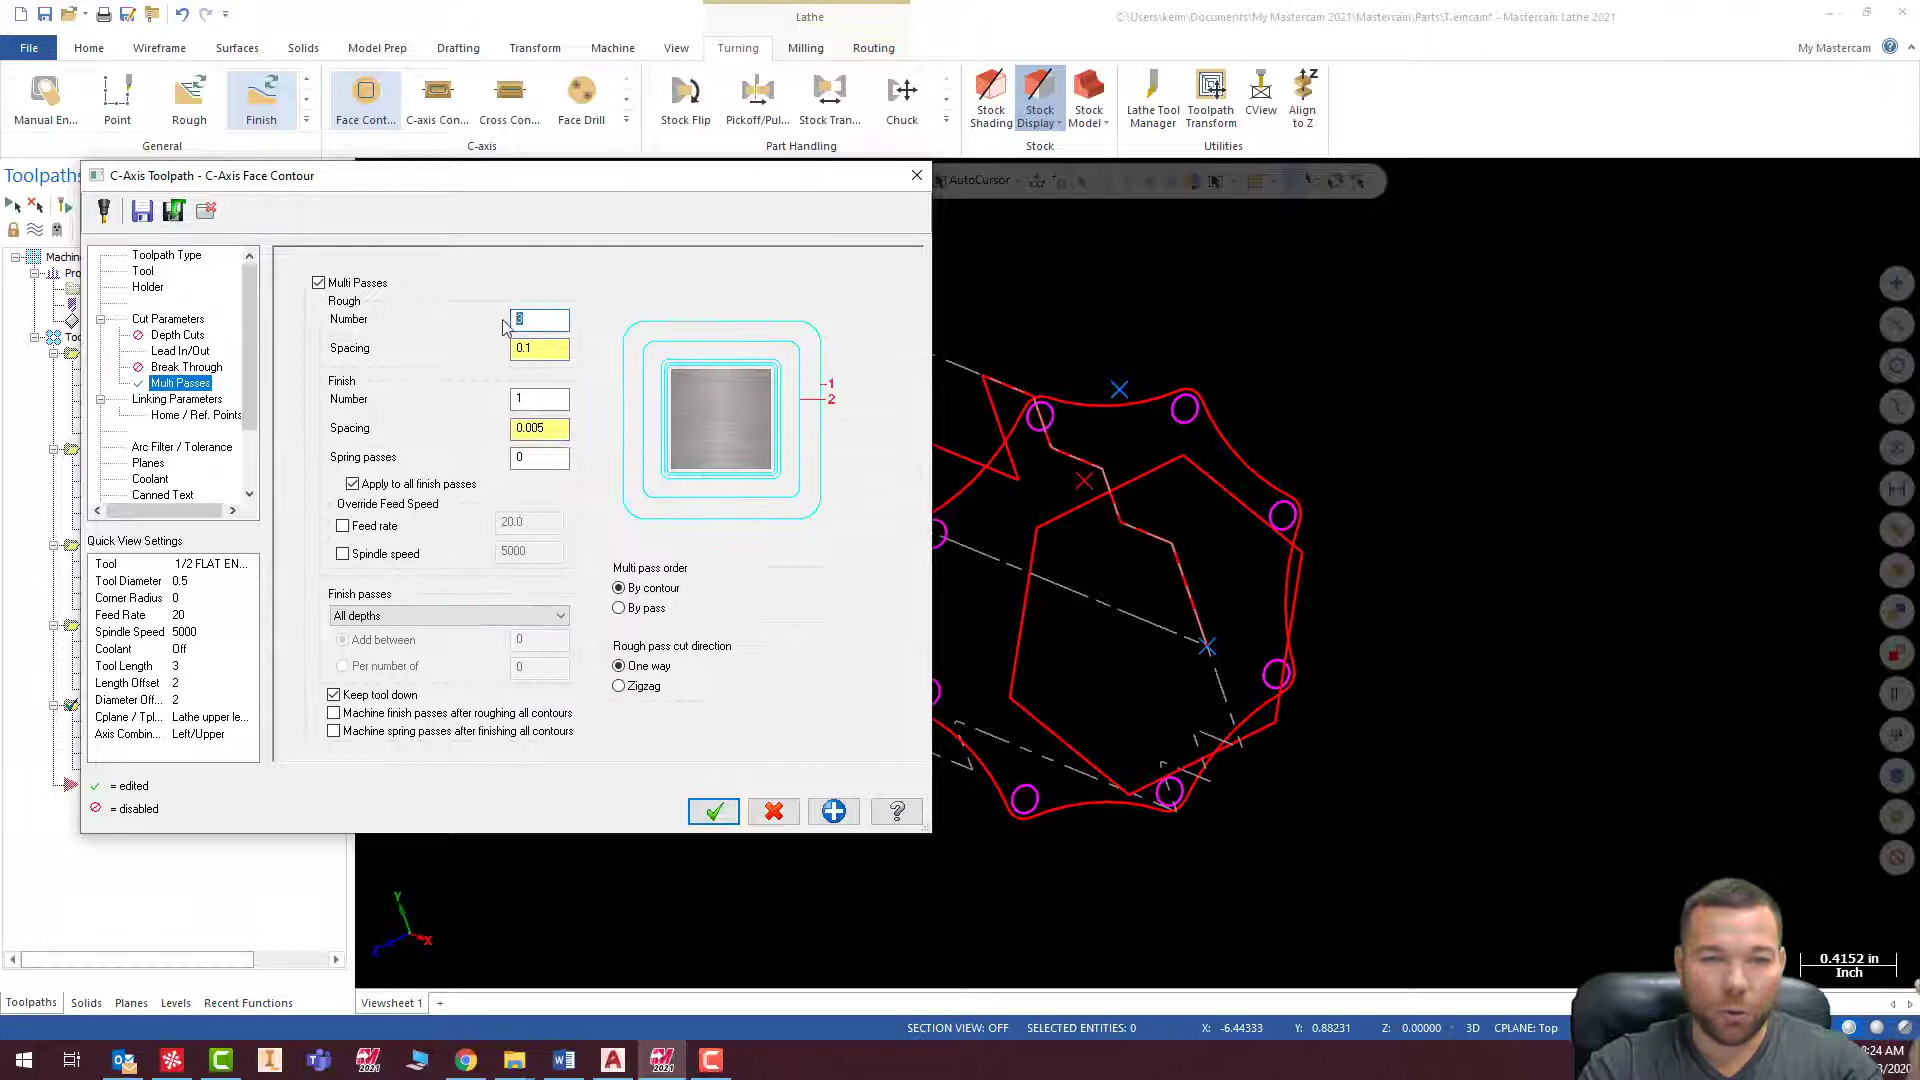 Lathe
C:\Users\keim\Documents\My Mastercam 2021\Mastercam\Parts\T.emcam* - Mastercam Lathe 2021
File Home Wireframe Surfaces Solids Model Prep Drafting Transform Machine View Turning Milling Routing My Mastercam
Manual En... Point Rough Finish Face Cont... C-axis Con... Cross Con... Face Drill Stock Flip Pickoff/Pul... Stock Tran... Chuck Stock Shading Stock Display Stock Model Lathe Tool Manager Toolpath Transform CView Align to Z
General C-axis Part Handling Stock Utilities
Toolpaths
C-Axis Toolpath - C-Axis Face Contour
AutoCursor
Machin
Pro
Toolpath Type
Tool
Holder
Cut Parameters
Depth Cuts
Lead In/Out
Break Through
Multi Passes
Linking Parameters
Home / Ref. Points
Arc Filter / Tolerance
Planes
Coolant
Canned Text
Quick View Settings
Tool 1/2 FLAT EN...
Tool Diameter 0.5
Corner Radius 0
Feed Rate 20
Spindle Speed 5000
Coolant Off
Tool Length 3
Length Offset 2
Diameter Off... 2
Cplane / Tpl... Lathe upper le...
Axis Combin... Left/Upper
= edited
= disabled
Multi Passes
Rough
Number 3
Spacing 0.1
Finish
Number 1
Spacing 0.005
Spring passes 0
Apply to all finish passes
Override Feed Speed
Feed rate 20.0
Spindle speed 5000
Finish passes
All depths
Add between 0
Per number of 0
Keep tool down
Machine finish passes after roughing all contours
Machine spring passes after finishing all contours
1
2
Multi pass order
By contour
By pass
Rough pass cut direction
One way
Zigzag
Y
X
Z
0.4152 in
Inch
Toolpaths Solids Planes Levels Recent Functions
Viewsheet 1 +
SECTION VIEW: OFF SELECTED ENTITIES: 0 X: -6.44333 Y: 0.88231 Z: 0.00000 3D CPLANE: Top
2021
2021
:24 AM
3/2020